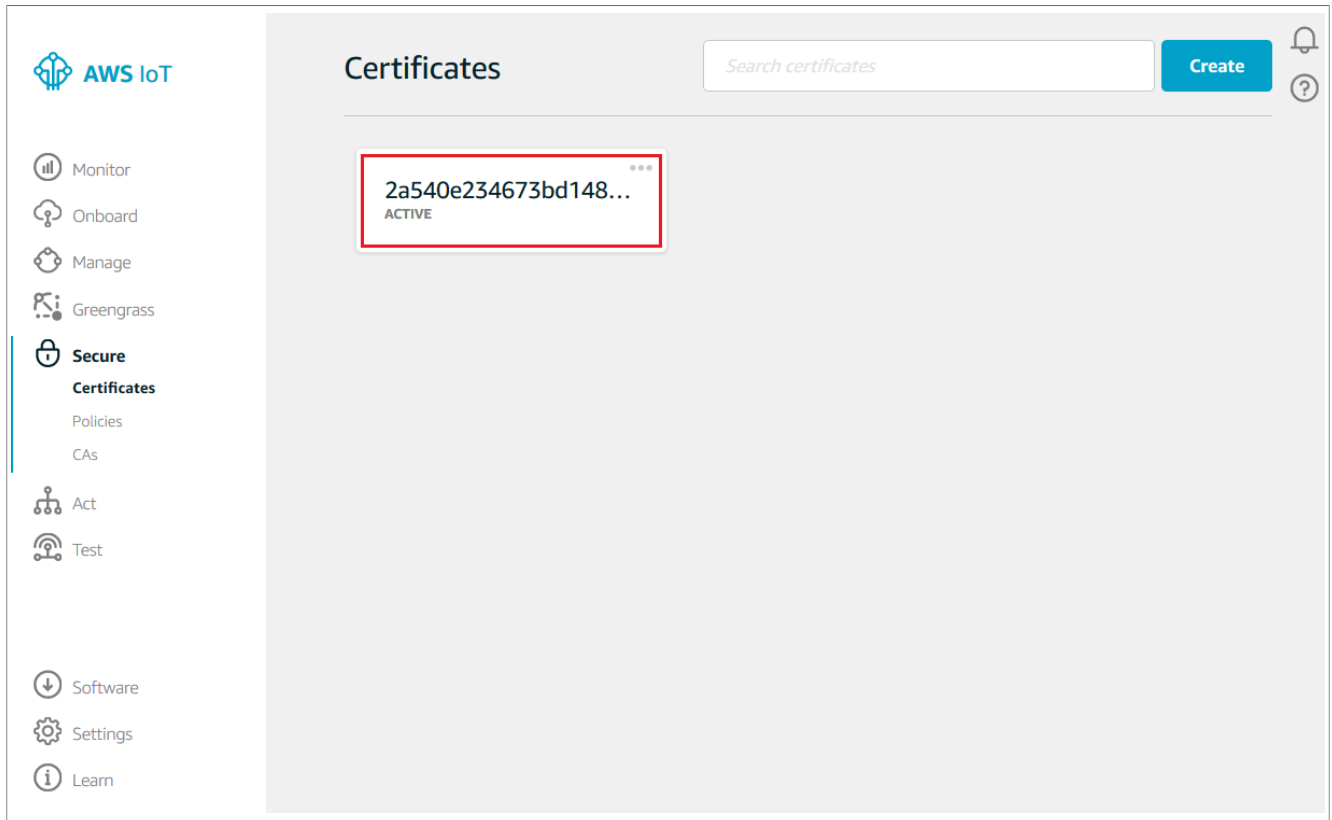 AWS IoT
Monitor
Onboard
Manage
Greengrass
Secure
Certificates
Policies
CAs
Act
Test
Software
Settings
Learn
Certificates
Search certificates
Create
2a540e234673bd148...
ACTIVE